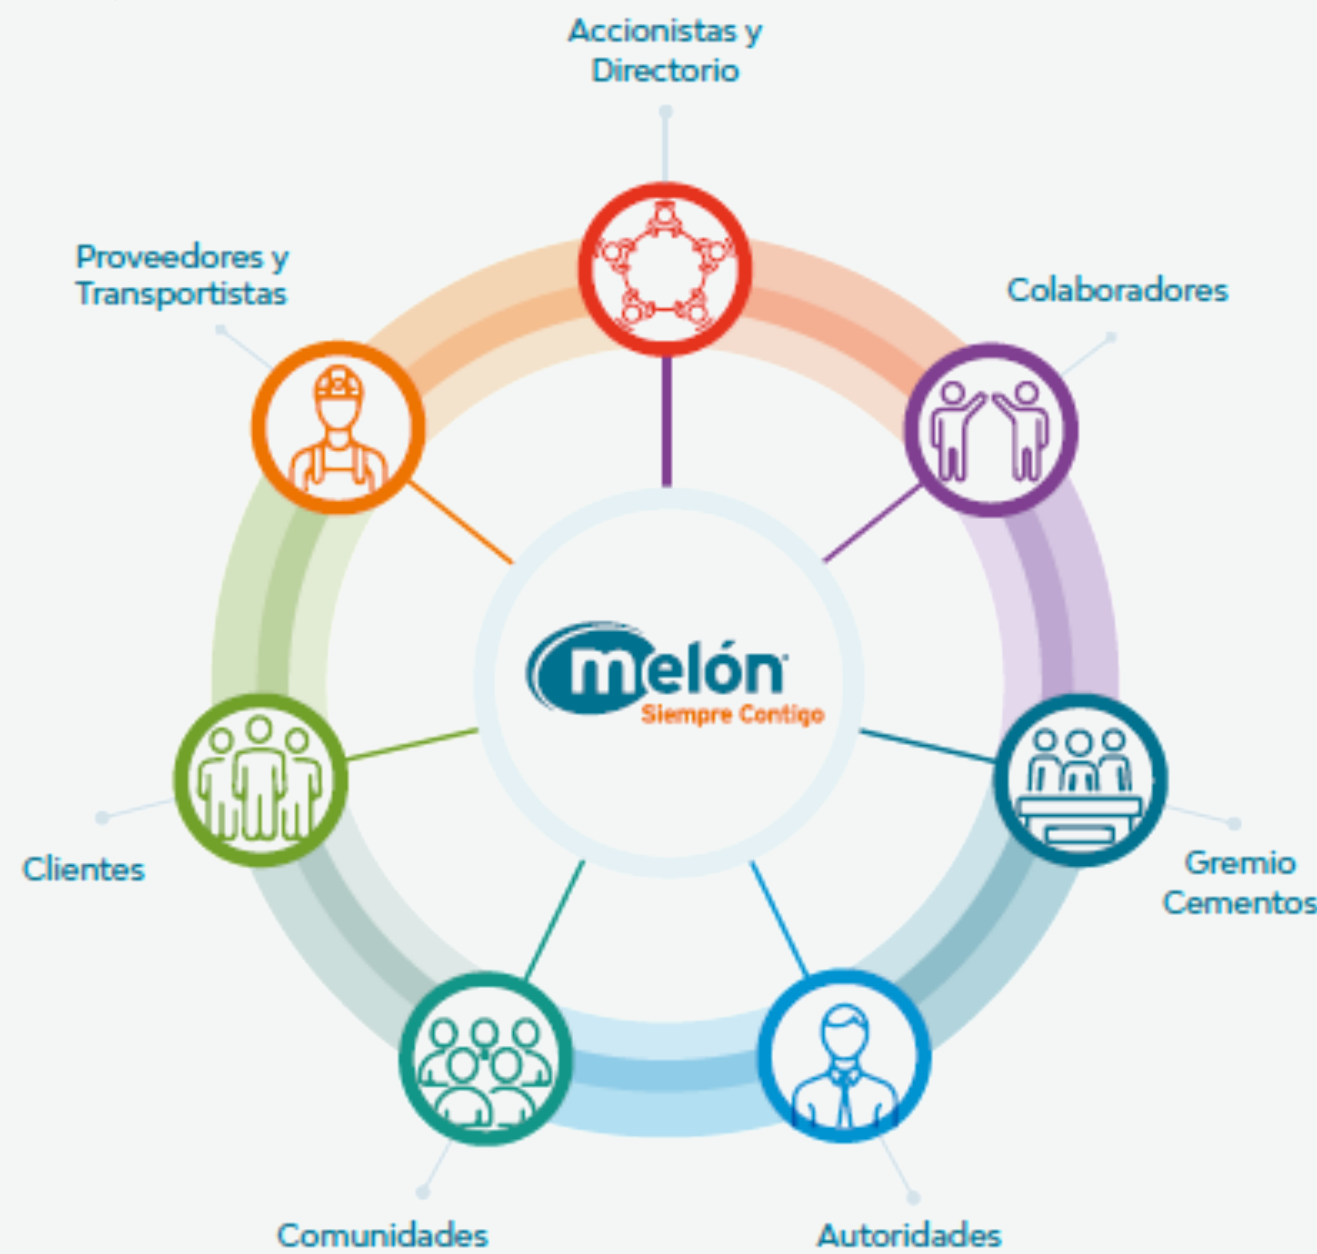 Accionistas y
Directorio
Proveedores y
Transportistas
Colaboradores
melón
Siempre Contigo
Clientes
Gremio
Cementos
Comunidades
Autoridades